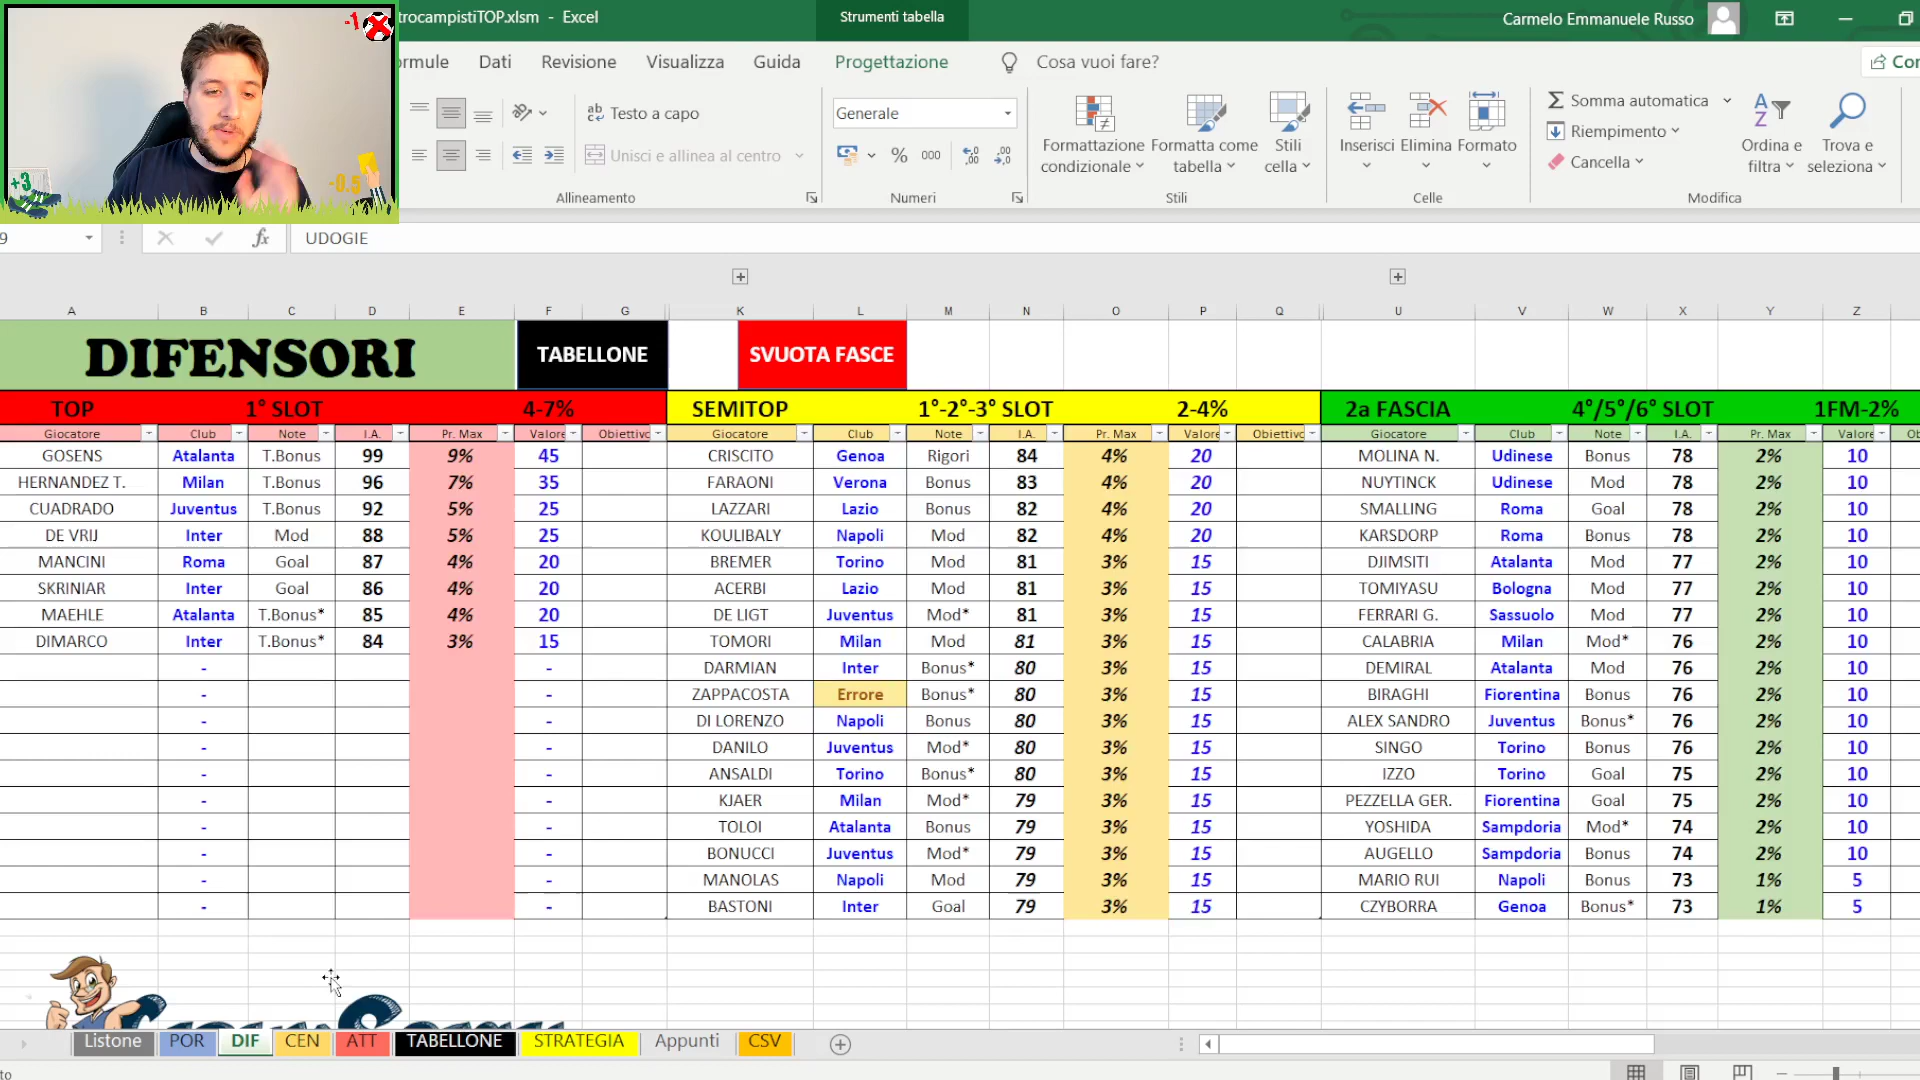 -1
+3
-0.5
trocampistiTOP.xlsm - Excel
Strumenti tabella
Carmelo Emmanuele Russo
ormule Dati Revisione Visualizza Guida Progettazione Cosa vuoi fare?
Testo a capo
Generale
Unisci e allinea al centro
% 000
Formattazione condizionale
Formatta come tabella
Stili cella
Inserisci
Elimina
Formato
Somma automatica
Riempimento
Cancella
Ordina e filtra
Trova e seleziona
Allineamento
Numeri
Stili
Celle
Modifica
9 fx UDOGIE
A B C D E F G K L M N O P Q U V W X Y Z
DIFENSORI TABELLONE SVUOTA FASCE
TOP 1° SLOT 4-7% SEMITOP 1°-2°-3° SLOT 2-4% 2a FASCIA 4°/5°/6° SLOT 1FM-2%
Giocatore Club Note I.A. Pr. Max Valore Obiettivo Giocatore Club Note I.A. Pr. Max Valore Obiettivo Giocatore Club Note I.A. Pr. Max Valore
GOSENS Atalanta T.Bonus 99 9% 45 CRISCITO Genoa Rigori 84 4% 20 MOLINA N. Udinese Bonus 78 2% 10
HERNANDEZ T. Milan T.Bonus 96 7% 35 FARAONI Verona Bonus 83 4% 20 NUYTINCK Udinese Mod 78 2% 10
CUADRADO Juventus T.Bonus 92 5% 25 LAZZARI Lazio Bonus 82 4% 20 SMALLING Roma Goal 78 2% 10
DE VRIJ Inter Mod 88 5% 25 KOULIBALY Napoli Mod 82 4% 20 KARSDORP Roma Bonus 78 2% 10
MANCINI Roma Goal 87 4% 20 BREMER Torino Mod 81 3% 15 DJIMSITI Atalanta Mod 77 2% 10
SKRINIAR Inter Goal 86 4% 20 ACERBI Lazio Mod 81 3% 15 TOMIYASU Bologna Mod 77 2% 10
MAEHLE Atalanta T.Bonus* 85 4% 20 DE LIGT Juventus Mod* 81 3% 15 FERRARI G. Sassuolo Mod 77 2% 10
DIMARCO Inter T.Bonus* 84 3% 15 TOMORI Milan Mod 81 3% 15 CALABRIA Milan Mod* 76 2% 10
- - DARMIAN Inter Bonus* 80 3% 15 DEMIRAL Atalanta Mod 76 2% 10
- - ZAPPACOSTA Errore Bonus* 80 3% 15 BIRAGHI Fiorentina Bonus 76 2% 10
- - DI LORENZO Napoli Bonus 80 3% 15 ALEX SANDRO Juventus Bonus* 76 2% 10
- - DANILO Juventus Mod* 80 3% 15 SINGO Torino Bonus 76 2% 10
- - ANSALDI Torino Bonus* 80 3% 15 IZZO Torino Goal 75 2% 10
- - KJAER Milan Mod* 79 3% 15 PEZZELLA GER. Fiorentina Goal 75 2% 10
- - TOLOI Atalanta Bonus 79 3% 15 YOSHIDA Sampdoria Mod* 74 2% 10
- - BONUCCI Juventus Mod* 79 3% 15 AUGELLO Sampdoria Bonus 74 2% 10
- - MANOLAS Napoli Mod 79 3% 15 MARIO RUI Napoli Bonus 73 1% 5
- - BASTONI Inter Goal 79 3% 15 CZYBORRA Genoa Bonus* 73 1% 5
Listone POR DIF CEN ATT TABELLONE STRATEGIA Appunti CSV
to